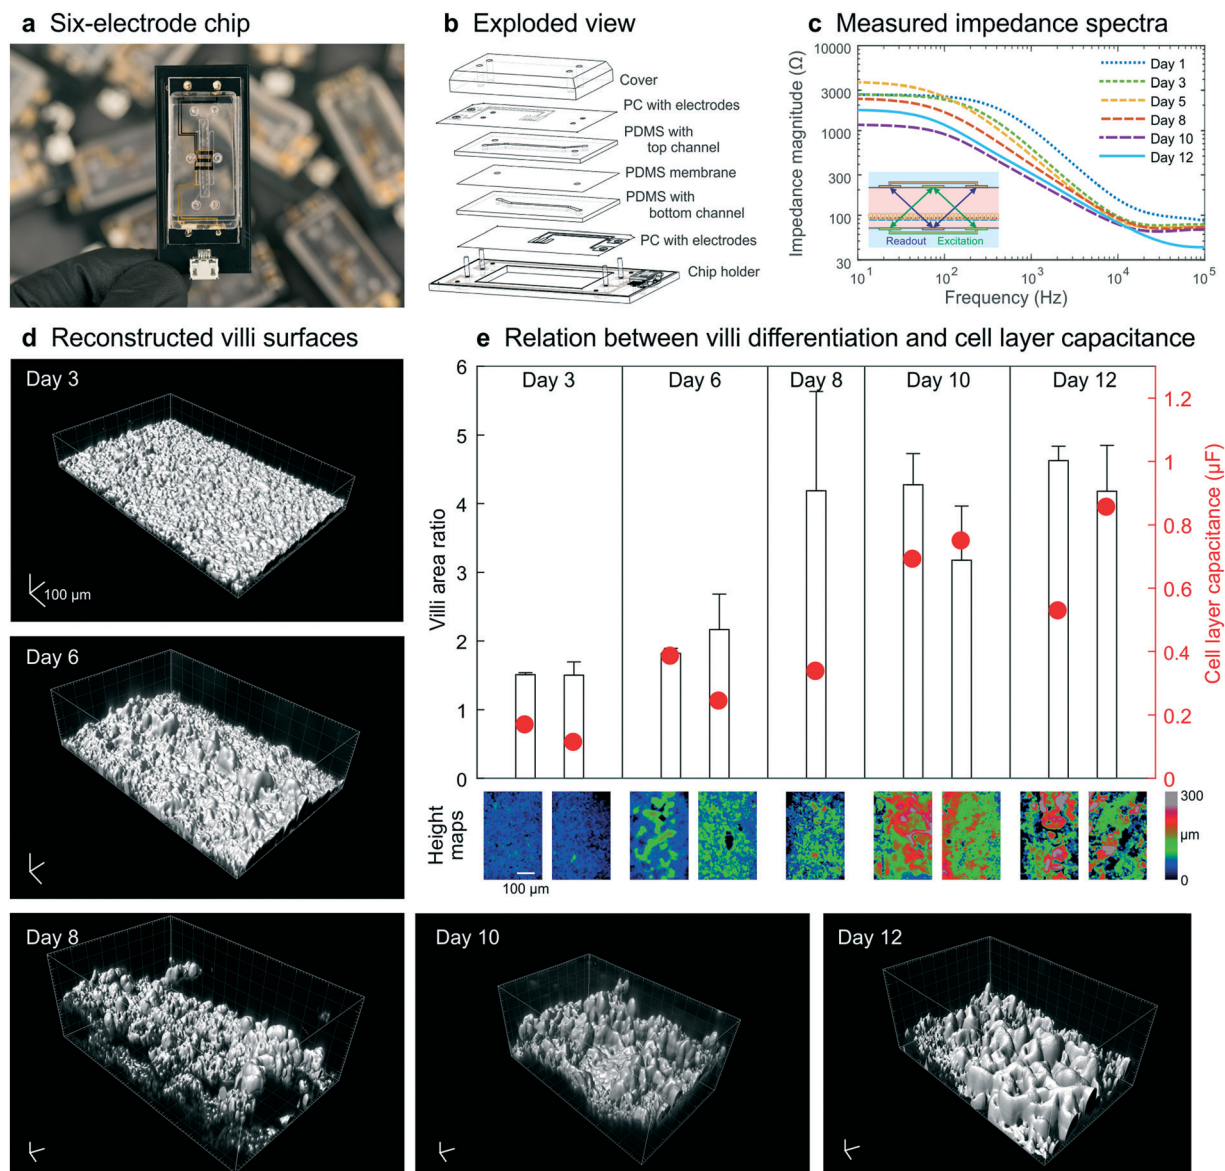 a Six-electrode chip
b Exploded view
Cover
PC with electrodes
PDMS with
top channel
PDMS membrane
PDMS with
bottom channel
PC with electrodes
Chip holder
c Measured impedance spectra
Impedance magnitude (Ω)
10000
3000
1000
300
100
30
Day 1
Day 3
Day 5
Day 8
Day 10
Day 12
Readout Excitation
10¹ 10² 10³ 10⁴ 10⁵
Frequency (Hz)
d Reconstructed villi surfaces
Day 3
100 µm
Day 6
Day 8
Day 10
Day 12
e Relation between villi differentiation and cell layer capacitance
Day 3 Day 6 Day 8 Day 10 Day 12
Villi area ratio
6
5
4
3
2
1
0
Cell layer capacitance (µF)
1.2
1
0.8
0.6
0.4
0.2
0
Height
maps
100 µm
300
µm
0